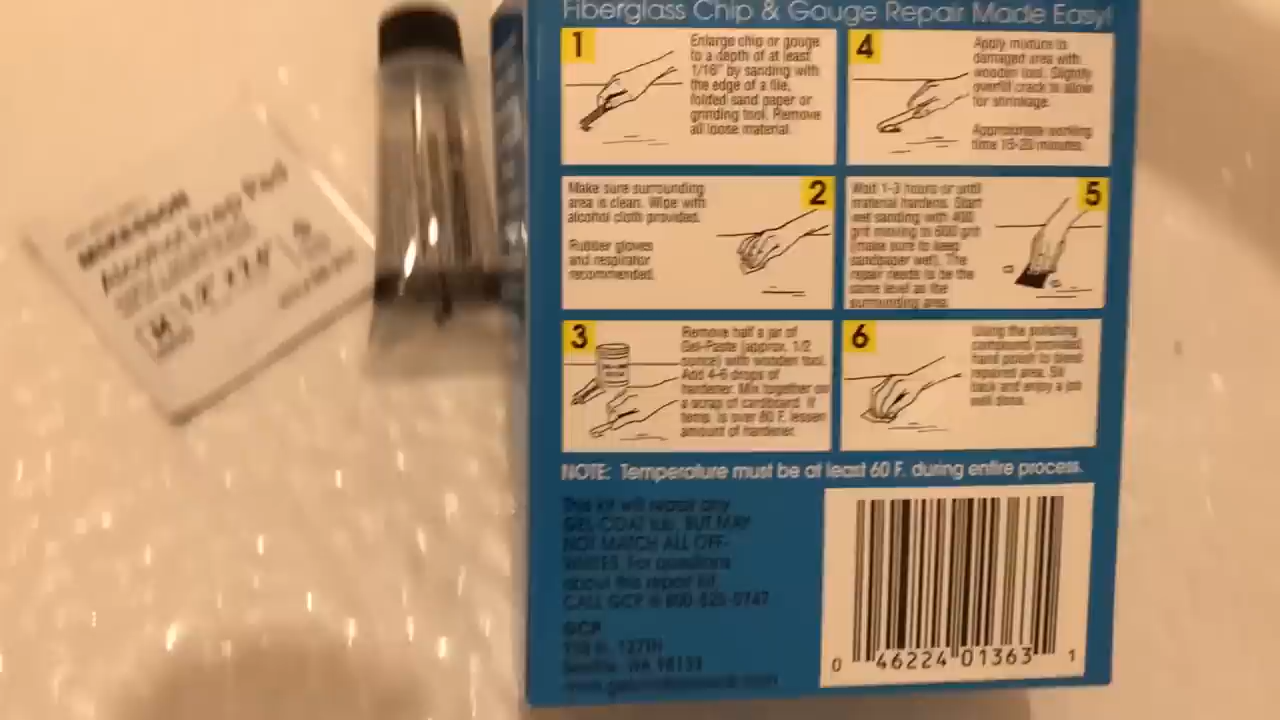 Fiberglass Chip & Gouge Repair Made Easy!
1
Enlarge chip or gouge
to a depth of at least
1/16" by sanding with
the edge of a file,
folded sand paper or
grinding tool. Remove
all loose material.
Make sure surrounding
area is clean. Wipe with
alcohol cloth provided.
Rubber gloves
and respirator
recommended.
2
3
Remove half a jar of
Gel-Paste (approx. 1/2
ounce) with wooden tool.
Add 4-6 drops of
hardener. Mix together on
a scrap of cardboard. If
temp. is over 80 F. lessen
amount of hardener.
4
Apply mixture to
damaged area with
wooden tool. Slightly
overfill crack to allow
for shrinkage.
Approximate working
time 15-20 minutes.
Wait 1-3 hours or until
material hardens. Start
wet sanding with 400
grit moving to 600 grit
(make sure to keep
sandpaper wet). The
repair needs to be the
same level as the
surrounding area.
5
6
Using the polishing
compound provided,
hand polish to blend
repaired area. Sit
back and enjoy a job
well done.
NOTE: Temperature must be at least 60 F. during entire process.
This kit will repair any
GEL-COAT tub, BUT MAY
NOT MATCH ALL OFF-
WHITES. For questions
about this repair kit,
CALL GCP
GCP
Seattle, WA
0 46224 01363 1
Alcohol Prep Pad